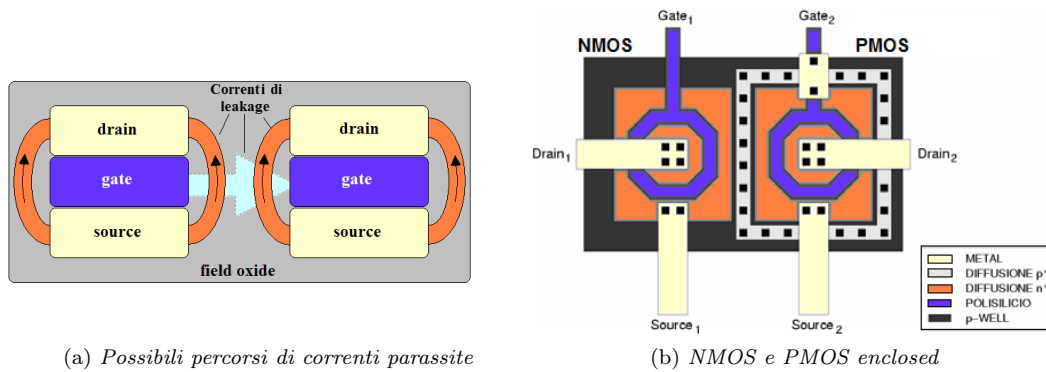 Correnti di
leakage
drain
gate
source
drain
gate
source
field oxide
(a) Possibili percorsi di correnti parassite
Gate1
Gate2
NMOS
PMOS
Drain1
Drain2
Source1
Source2
METAL
DIFFUSIONE p+
DIFFUSIONE n+
POLISILICIO
p-WELL
(b) NMOS e PMOS enclosed